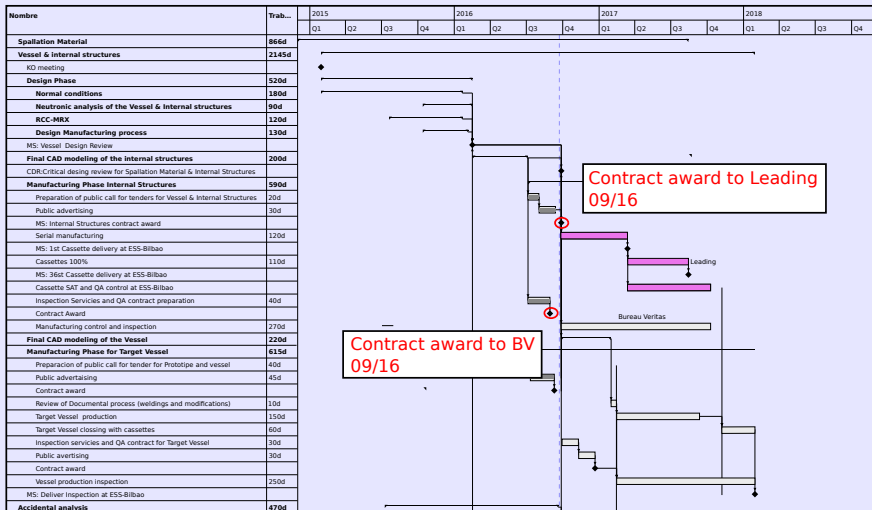 Nombre Trab... 2015 2016 2017 2018
Q1 Q2 Q3 Q4 Q1 Q2 Q3 Q4 Q1 Q2 Q3 Q4 Q1 Q2 Q3 Q4
Spallation Material 866d
Vessel & internal structures 2145d
KO meeting
Design Phase 520d
Normal conditions 180d
Neutronic analysis of the Vessel & Internal structures 90d
RCC-MRX 120d
Design Manufacturing process 130d
MS: Vessel Design Review
Final CAD modeling of the internal structures 200d
CDR:Critical desing review for Spallation Material & Internal Structures
Manufacturing Phase Internal Structures 590d
Preparation of public call for tenders for Vessel & Internal Structures 20d
Public advertising 30d
MS: Internal Structures contract award
Serial manufacturing 120d
MS: 1st Cassette delivery at ESS-Bilbao
Cassettes 100% 110d Leading
MS: 36st Cassette delivery at ESS-Bilbao
Cassette SAT and QA control at ESS-Bilbao
Inspection Servicies and QA contract preparation 40d
Contract Award
Manufacturing control and inspection 270d Bureau Veritas
Final CAD modeling of the Vessel 220d
Manufacturing Phase for Target Vessel 615d
Preparacion of public call for tender for Prototipe and vessel 40d
Public advertaising 45d
Contract award
Review of Documental process (weldings and modifications) 10d
Target Vessel production 150d
Target Vessel clossing with cassettes 60d
Inspection servicies and QA contract for Target Vessel 30d
Public avertising 30d
Contract award
Vessel production inspection 250d
MS: Deliver Inspection at ESS-Bilbao
Accidental analysis 470d
Contract award to Leading
09/16
Contract award to BV
09/16